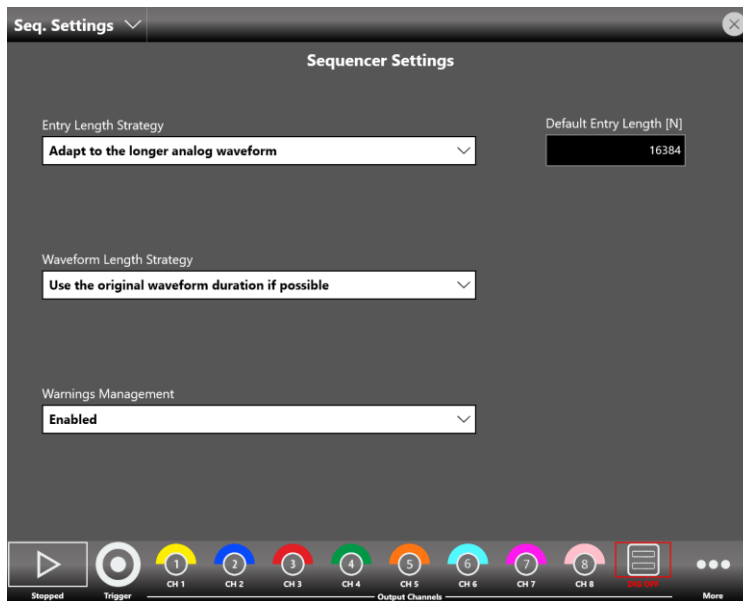 Seq. Settings
Sequencer Settings
Entry Length Strategy
Default Entry Length [N]
Adapt to the longer analog waveform
16384
Waveform Length Strategy
Use the original waveform duration if possible
Warnings Management
Enabled
1 2 3 4 5 6 7 8
CH 1 CH 2 CH 3 CH 4 CH 5 CH 6 CH 7 CH 8 DIG OFF
Stopped Trigger Output Channels More